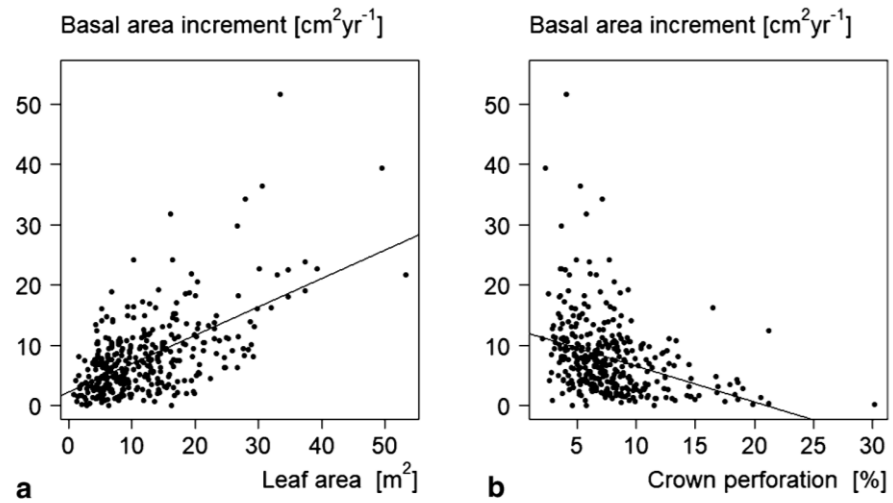 Basal area increment [cm²yr⁻¹]
50
40
30
20
10
0
0 10 20 30 40 50
a Leaf area [m²]
Basal area increment [cm²yr⁻¹]
50
40
30
20
10
0
5 10 15 20 25 30
b Crown perforation [%]